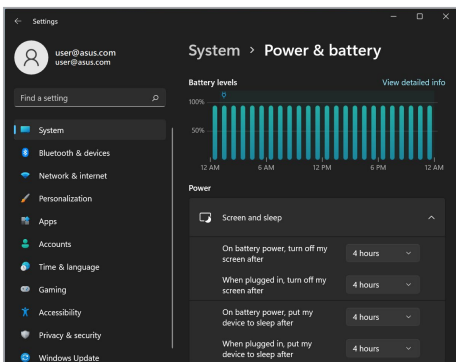 Settings
user@asus.com
user@asus.com
Find a setting
System
Bluetooth & devices
Network & internet
Personalization
Apps
Accounts
Time & language
Gaming
Accessibility
Privacy & security
Windows Update
System > Power & battery
Battery levels
View detailed info
100%
50%
12 AM 6 AM 12 PM 6 PM 12 AM
Power
Screen and sleep
On battery power, turn off my
screen after
4 hours
When plugged in, turn off my
screen after
4 hours
On battery power, put my
device to sleep after
4 hours
When plugged in, put my
device to sleep after
4 hours